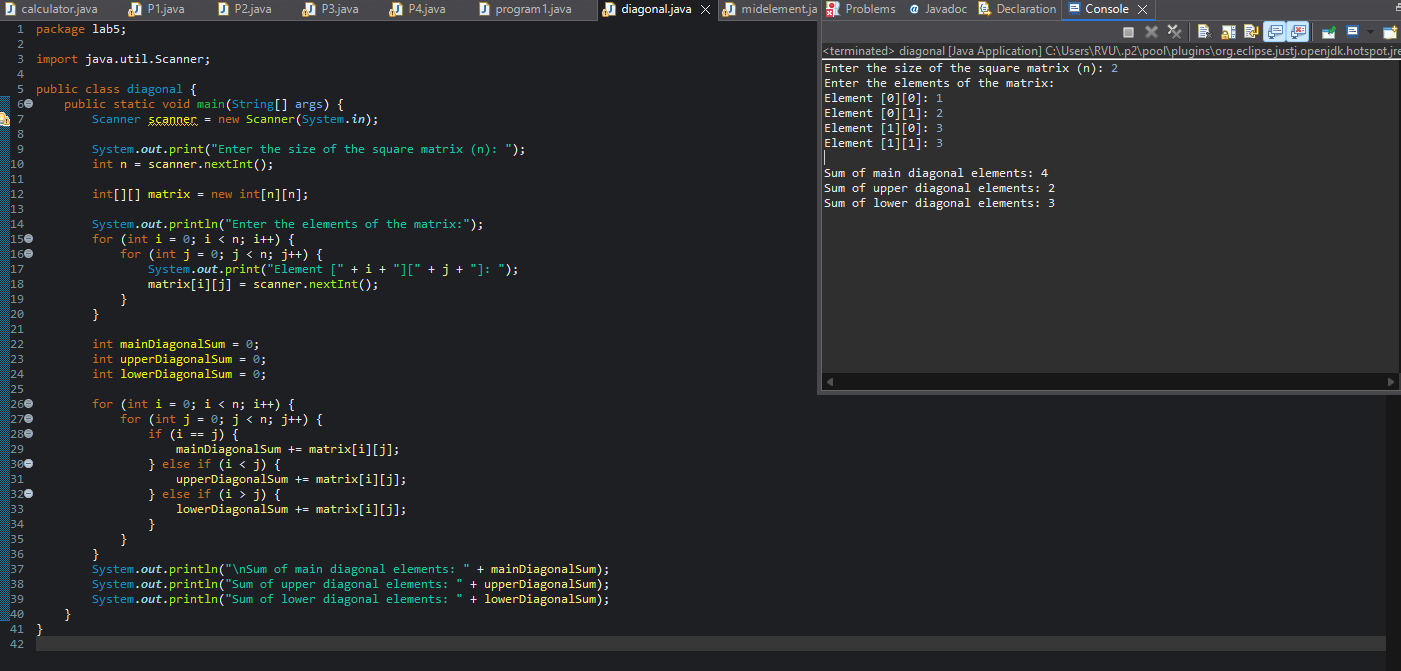 calculator.java P1.java P2.java P3.java P4.java program1.java diagonal.java midelement.ja
1 package lab5;
2
3 import java.util.Scanner;
4
5 public class diagonal {
6 public static void main(String[] args) {
7 Scanner scanner = new Scanner(System.in);
8
9 System.out.print("Enter the size of the square matrix (n): ");
10 int n = scanner.nextInt();
11
12 int[][] matrix = new int[n][n];
13
14 System.out.println("Enter the elements of the matrix:");
15 for (int i = 0; i < n; i++) {
16 for (int j = 0; j < n; j++) {
17 System.out.print("Element [" + i + "][" + j + "]: ");
18 matrix[i][j] = scanner.nextInt();
19 }
20 }
21
22 int mainDiagonalSum = 0;
23 int upperDiagonalSum = 0;
24 int lowerDiagonalSum = 0;
25
26 for (int i = 0; i < n; i++) {
27 for (int j = 0; j < n; j++) {
28 if (i == j) {
29 mainDiagonalSum += matrix[i][j];
30 } else if (i < j) {
31 upperDiagonalSum += matrix[i][j];
32 } else if (i > j) {
33 lowerDiagonalSum += matrix[i][j];
34 }
35 }
36 }
37 System.out.println("\nSum of main diagonal elements: " + mainDiagonalSum);
38 System.out.println("Sum of upper diagonal elements: " + upperDiagonalSum);
39 System.out.println("Sum of lower diagonal elements: " + lowerDiagonalSum);
40 }
41 }
42
Problems Javadoc Declaration Console
<terminated> diagonal [Java Application] C:\Users\RVU\.p2\pool\plugins\org.eclipse.justj.openjdk.hotspot.jre
Enter the size of the square matrix (n): 2
Enter the elements of the matrix:
Element [0][0]: 1
Element [0][1]: 2
Element [1][0]: 3
Element [1][1]: 3
Sum of main diagonal elements: 4
Sum of upper diagonal elements: 2
Sum of lower diagonal elements: 3